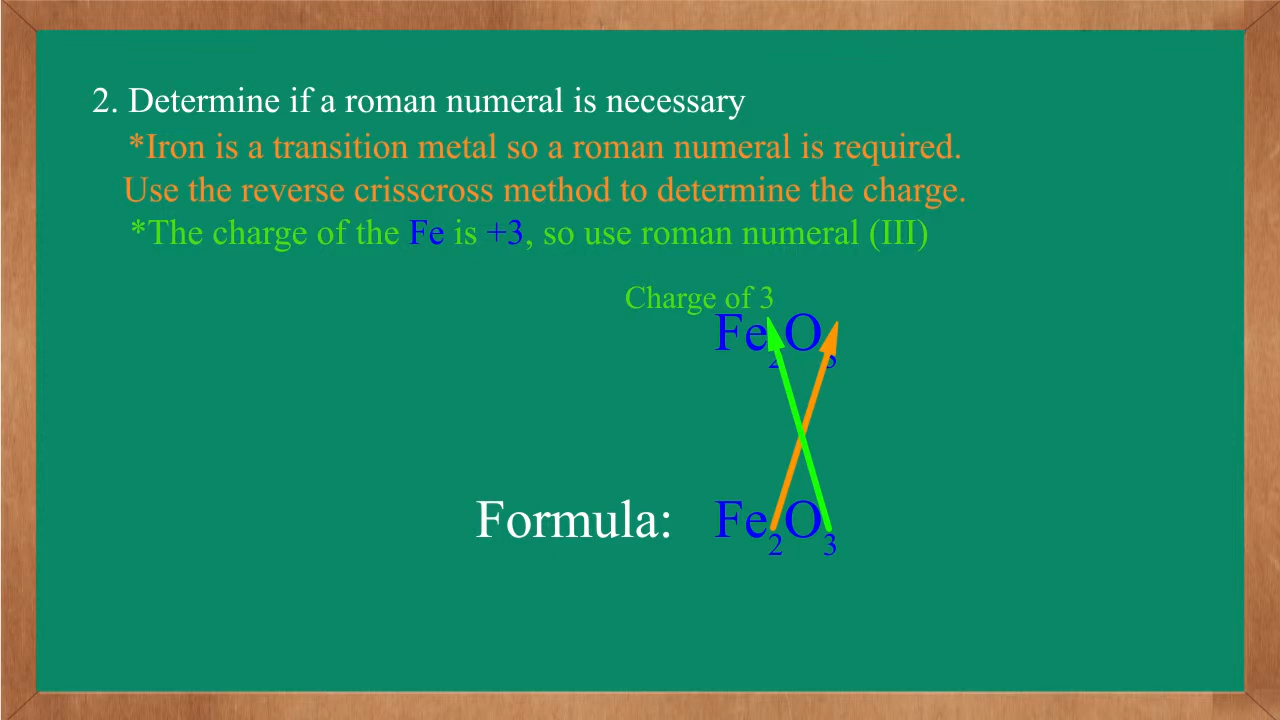 2. Determine if a roman numeral is necessary
*Iron is a transition metal so a roman numeral is required.
Use the reverse crisscross method to determine the charge.
*The charge of the Fe is +3, so use roman numeral (III)
Charge of 3
Fe₂O₃
Formula: Fe₂O₃